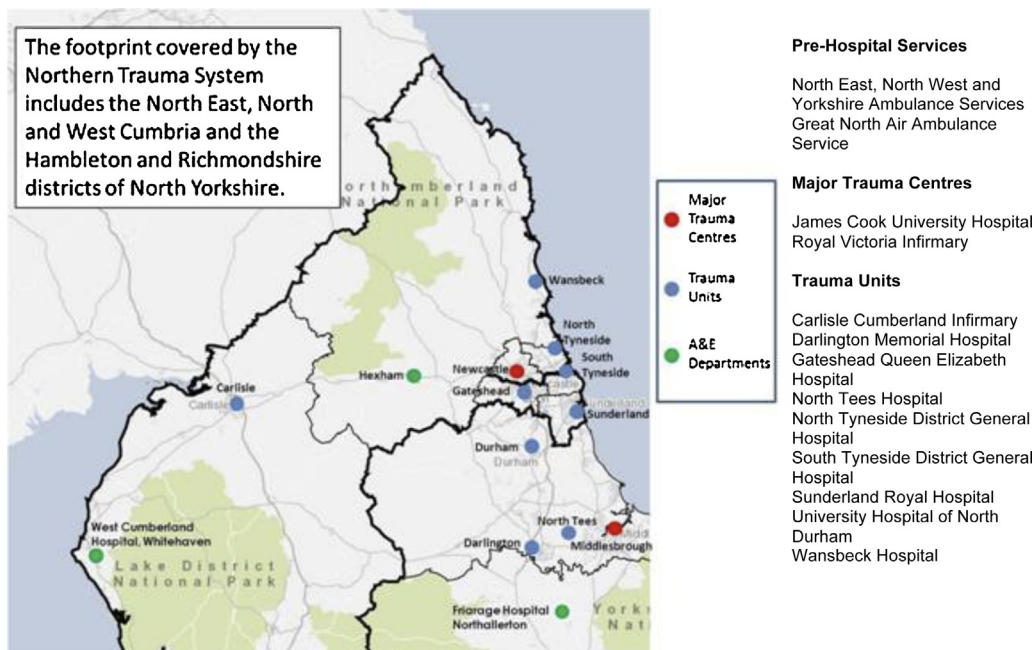 The footprint covered by the
Northern Trauma System
includes the North East, North
and West Cumbria and the
Hambleton and Richmondshire
districts of North Yorkshire.
Northumberland
National Park
Wansbeck
North
Tyneside
South
Tyneside
Newcastle
Hexham
Gateshead
Sunderland
Carlisle
Carlisle
Durham
Durham
West Cumberland
Hospital, Whitehaven
Lake District
National Park
North Tees
Darlington
Middlesbrough
Friarage Hospital
Northallerton
Major
Trauma
Centres
Trauma
Units
A&E
Departments
Pre-Hospital Services
North East, North West and
Yorkshire Ambulance Services
Great North Air Ambulance
Service
Major Trauma Centres
James Cook University Hospital
Royal Victoria Infirmary
Trauma Units
Carlisle Cumberland Infirmary
Darlington Memorial Hospital
Gateshead Queen Elizabeth
Hospital
North Tees Hospital
North Tyneside District General
Hospital
South Tyneside District General
Hospital
Sunderland Royal Hospital
University Hospital of North
Durham
Wansbeck Hospital